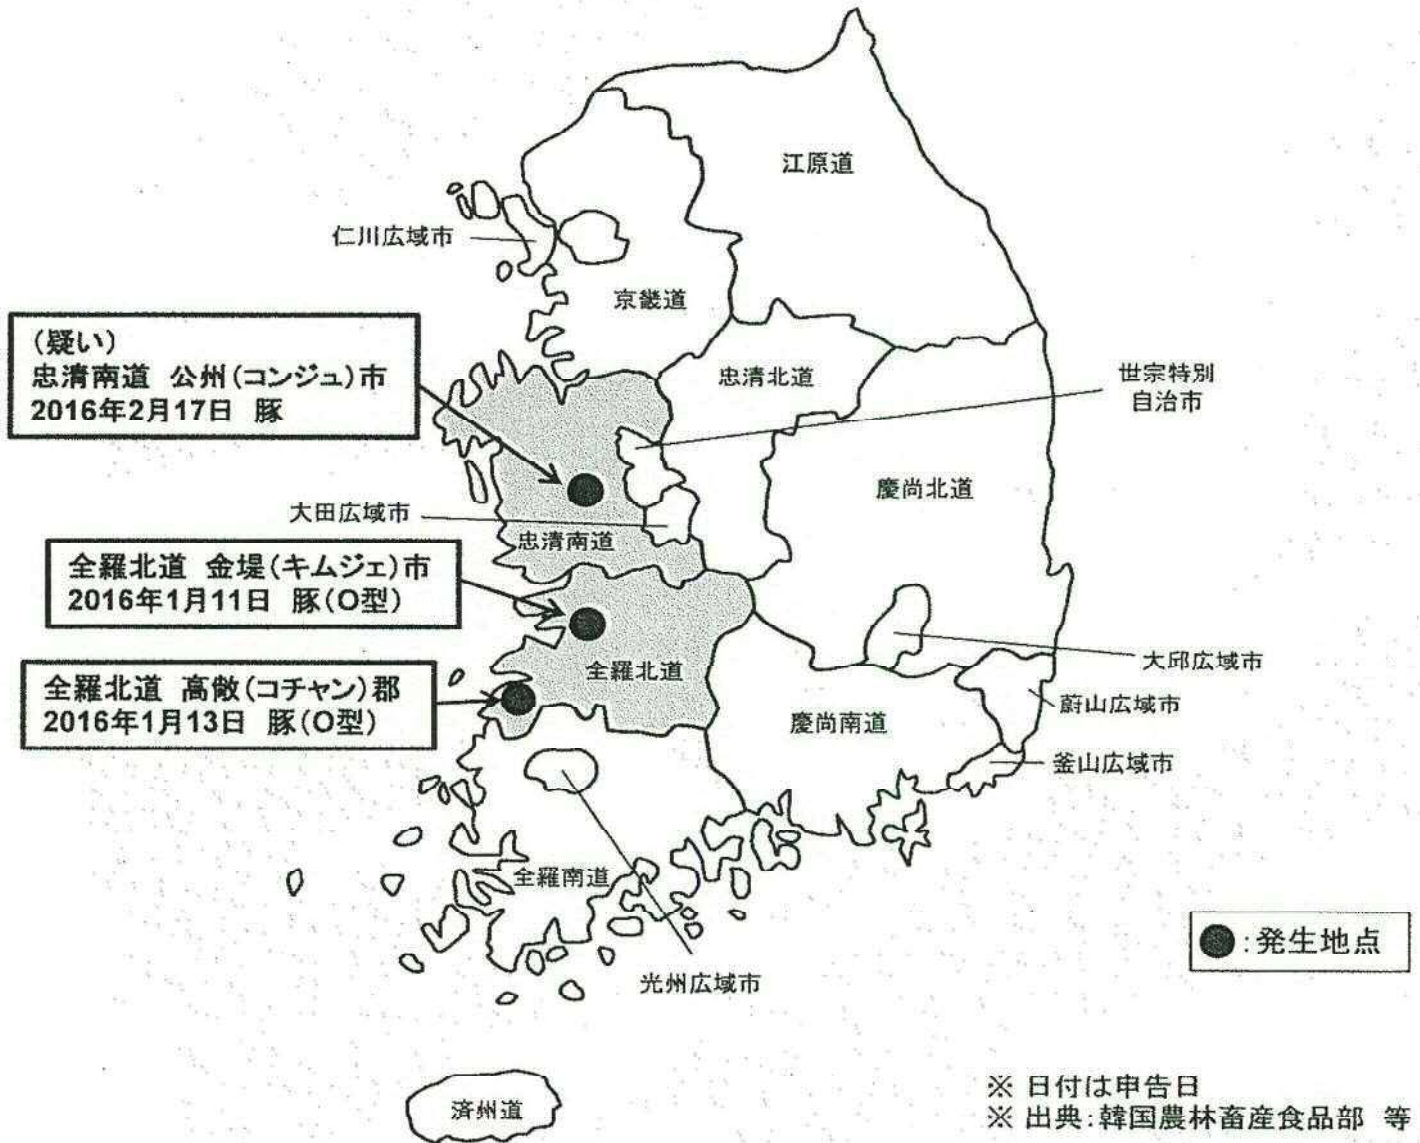 江原道
仁川広域市
京畿道
（疑い）
忠清南道　公州（コンジュ）市
2016年2月17日　豚
忠清北道
世宗特別
自治市
慶尚北道
大田広域市
忠清南道
全羅北道　金堤（キムジェ）市
2016年1月11日　豚（O型）
大邱広域市
全羅北道
全羅北道　高敞（コチャン）郡
2016年1月13日　豚（O型）
蔚山広域市
慶尚南道
釜山広域市
全羅南道
●：発生地点
光州広域市
済州道
※ 日付は申告日
※ 出典：韓国農林畜産食品部　等